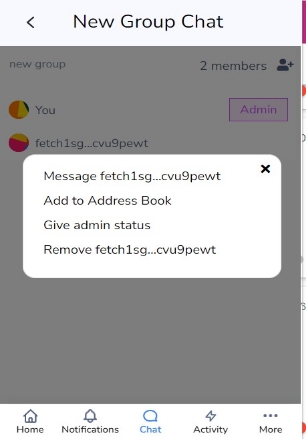 New Group Chat
new group
2 members
You
Admin
fetch1sg...cvu9pewt
Message fetch1sg...cvu9pewt
Add to Address Book
Give admin status
Remove fetch1sg...cvu9pewt
Home Notifications Chat Activity More